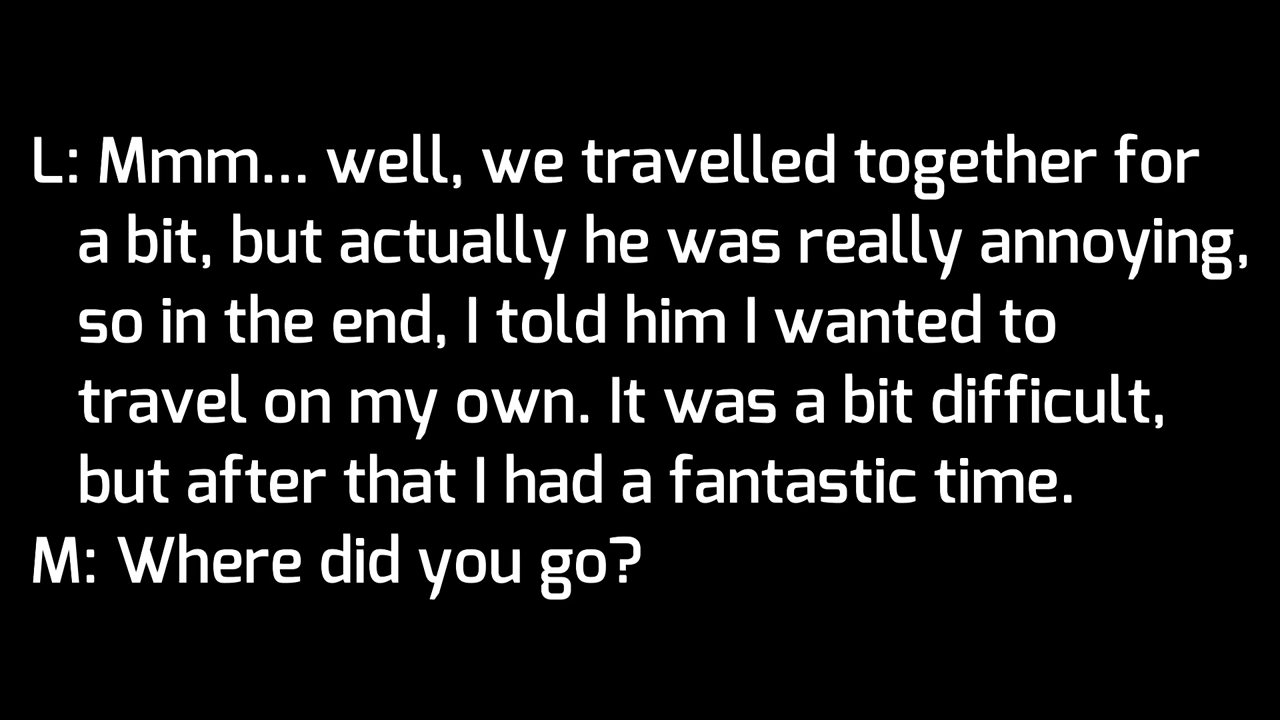 L: Mmm... well, we travelled together for
a bit, but actually he was really annoying,
so in the end, I told him I wanted to
travel on my own. It was a bit difficult,
but after that I had a fantastic time.
M: Where did you go?